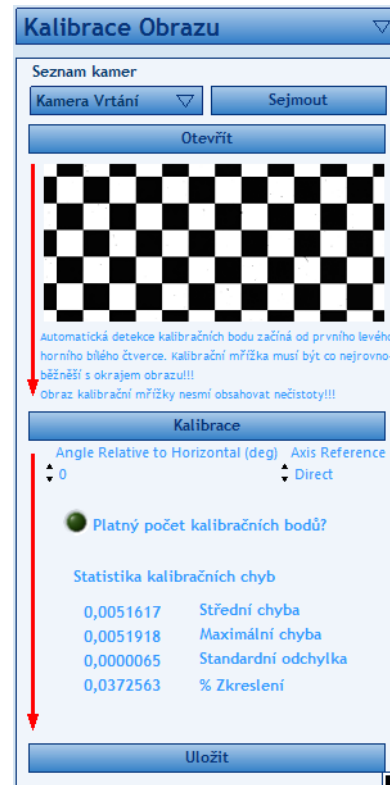 Kalibrace Obrazu
Seznam kamer
Kamera Vrtání
Sejmout
Otevřít
Automatická detekce kalibračních bodu začíná od prvního levého
horního bílého čtverce. Kalibrační mřížka musí být co nejrovno-
běžněší s okrajem obrazu!!!
Obraz kalibrační mřížky nesmí obsahovat nečistoty!!!
Kalibrace
Angle Relative to Horizontal (deg) Axis Reference
0 Direct
Platný počet kalibračních bodů?
Statistika kalibračních chyb
0,0051617 Střední chyba
0,0051918 Maximální chyba
0,0000065 Standardní odchylka
0,0372563 % Zkreslení
Uložit